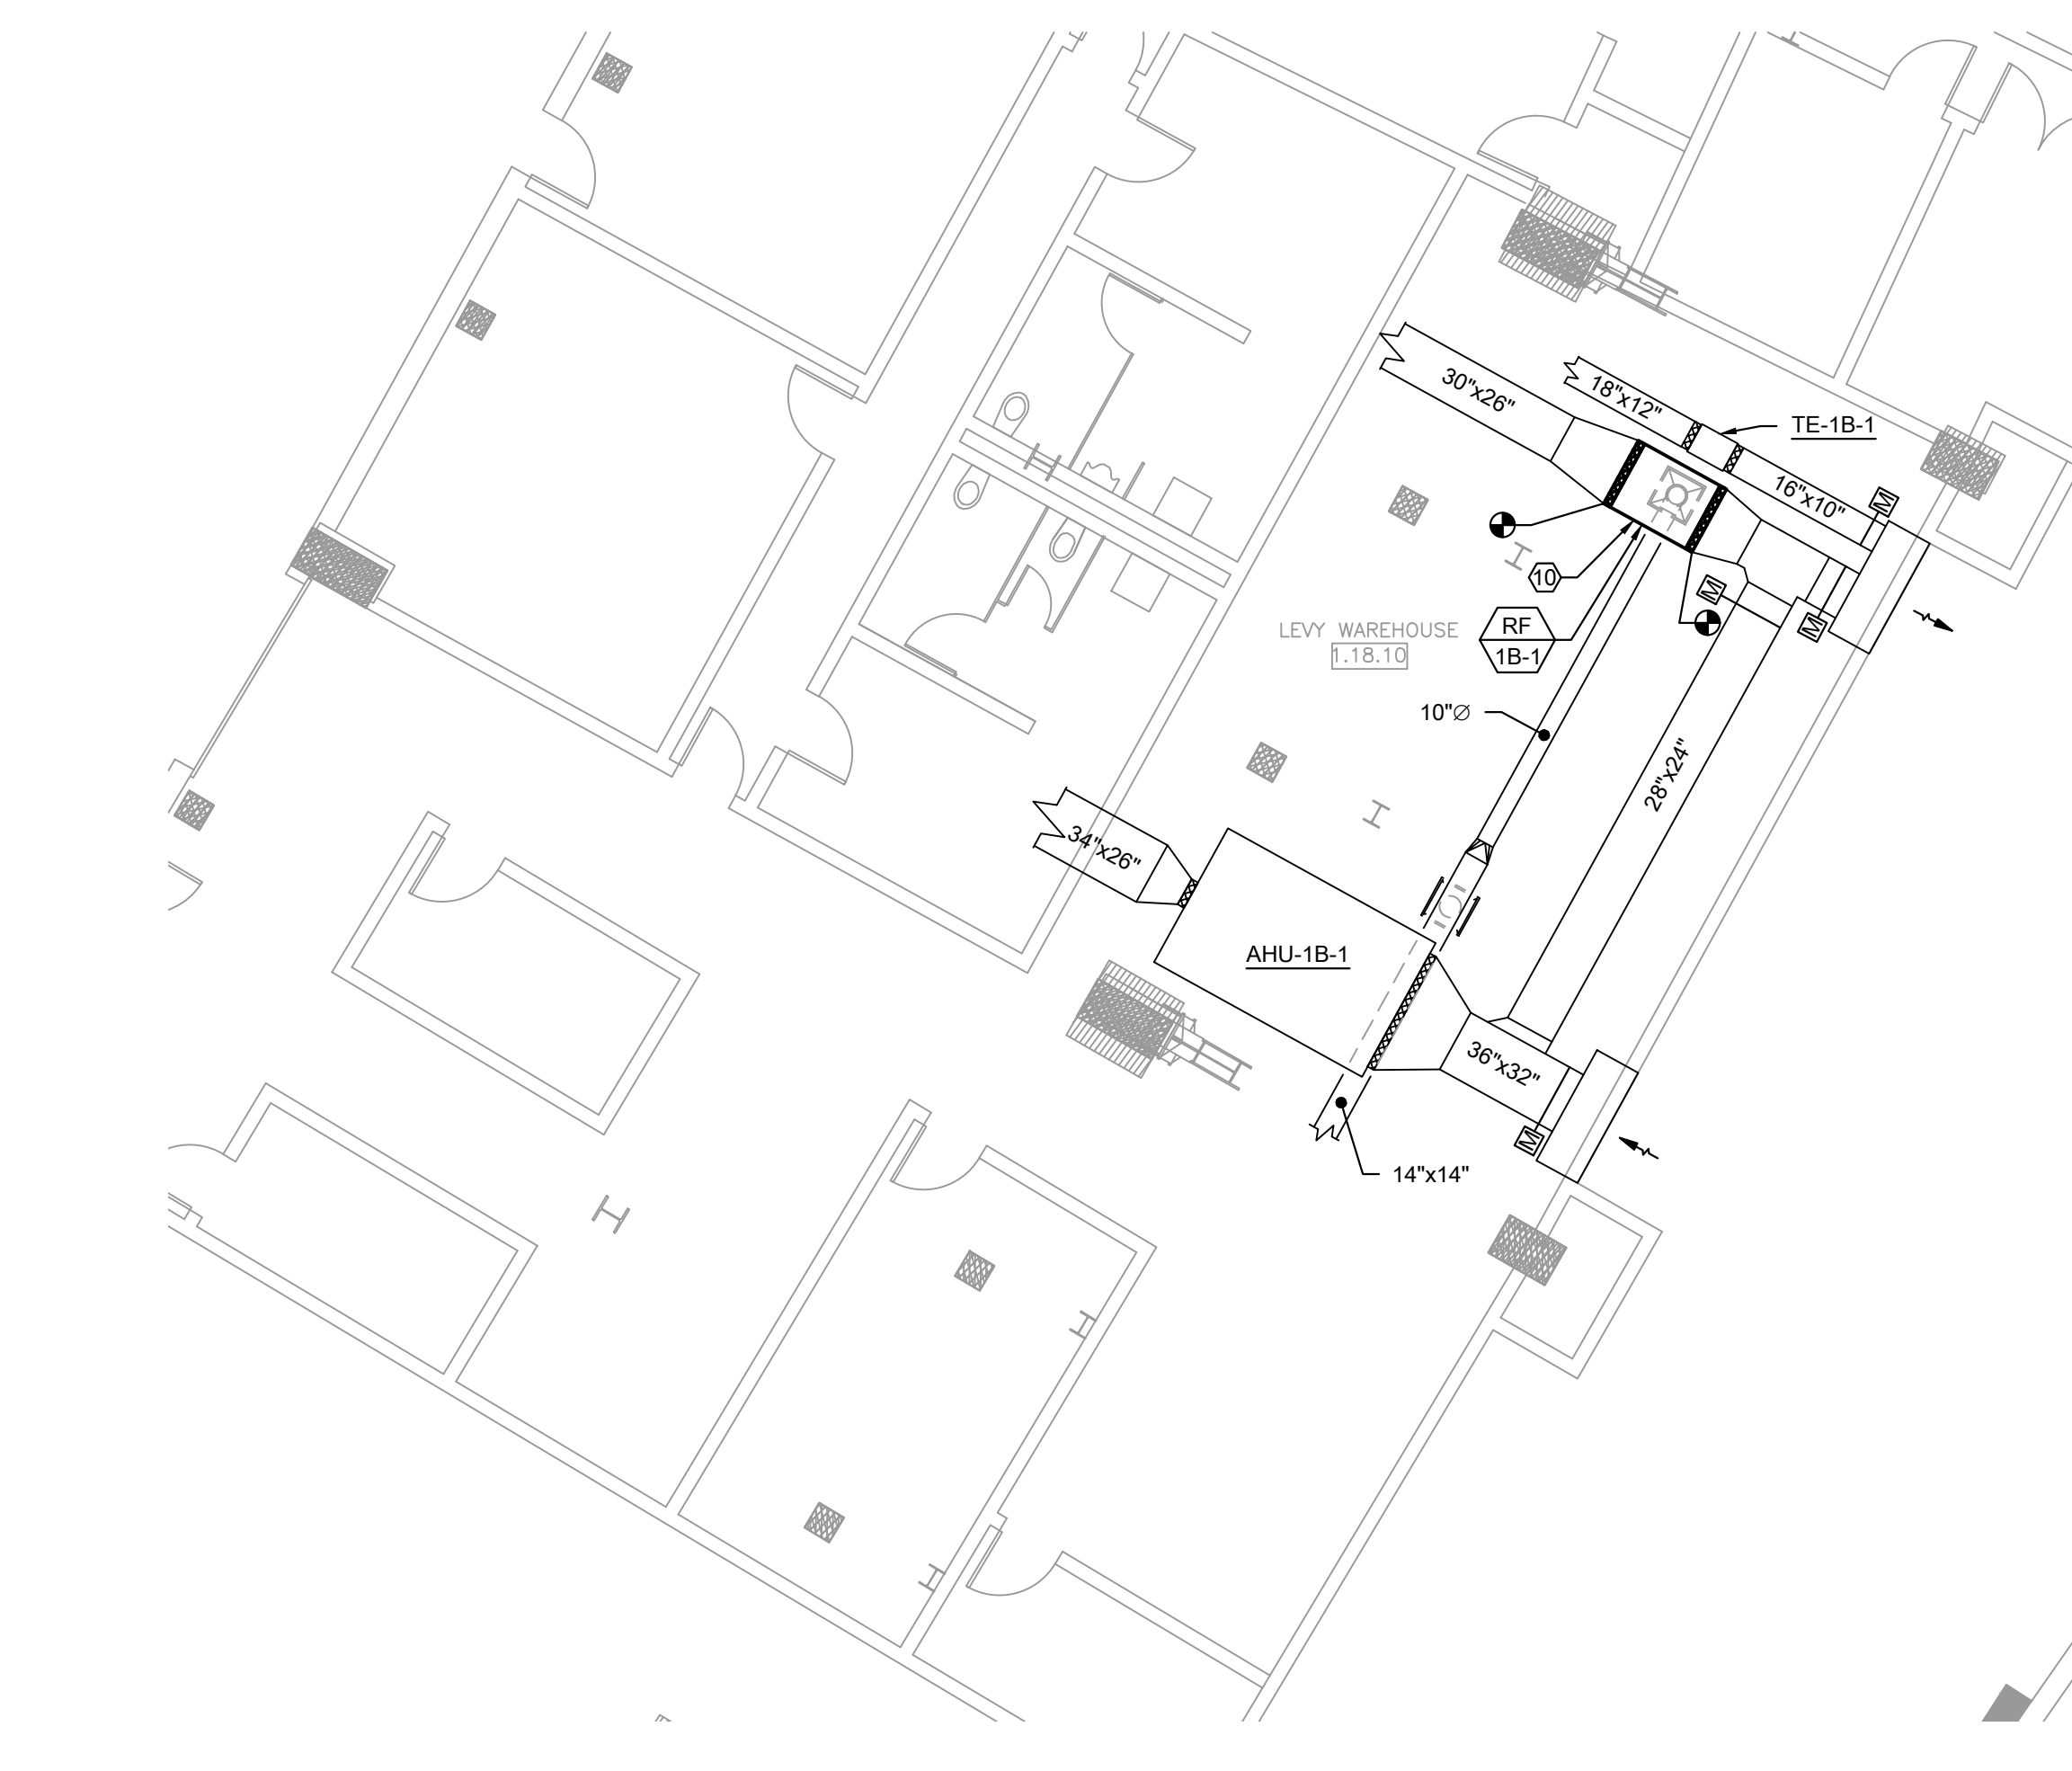 30"x26"
18"x12"
TE-1B-1
16"x10"
M
10
M
M
LEVY WAREHOUSE
1.18.10
RF
1B-1
10"∅
28"x24"
34"x26"
AHU-1B-1
36"x32"
M
14"x14"